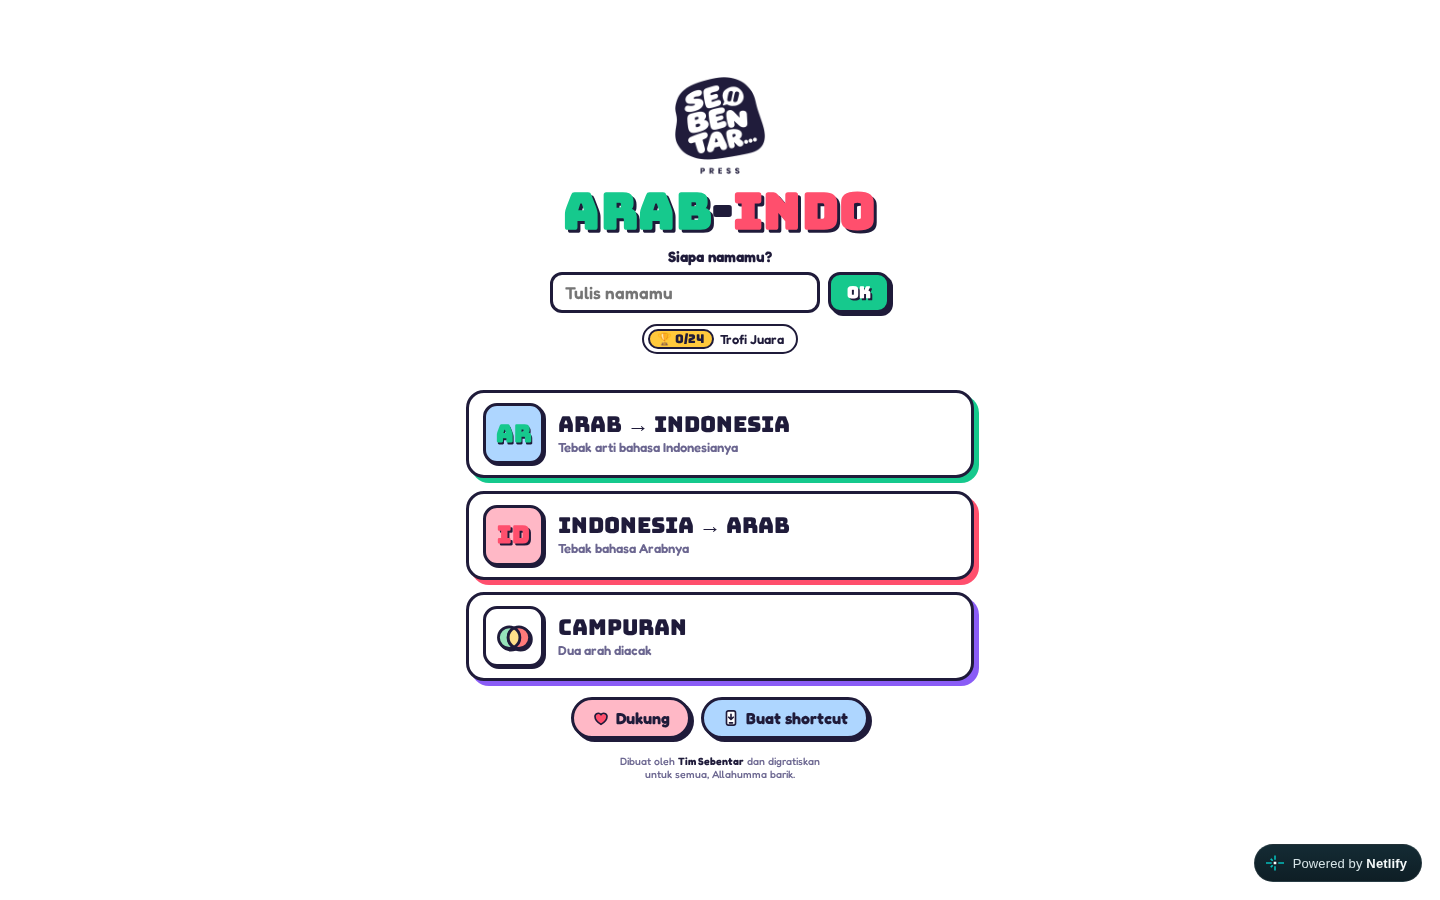 SE
BEN
TAR...
PRESS
ARAB-INDO
Siapa namamu?
Tulis namamu
OK
🏆 0/24 Trofi Juara
AR
ARAB → INDONESIA
Tebak arti bahasa Indonesianya
ID
INDONESIA → ARAB
Tebak bahasa Arabnya
CAMPURAN
Dua arah diacak
Dukung
Buat shortcut
Dibuat oleh Tim Sebentar dan digratiskan
untuk semua, Allahumma barik.
Powered by Netlify